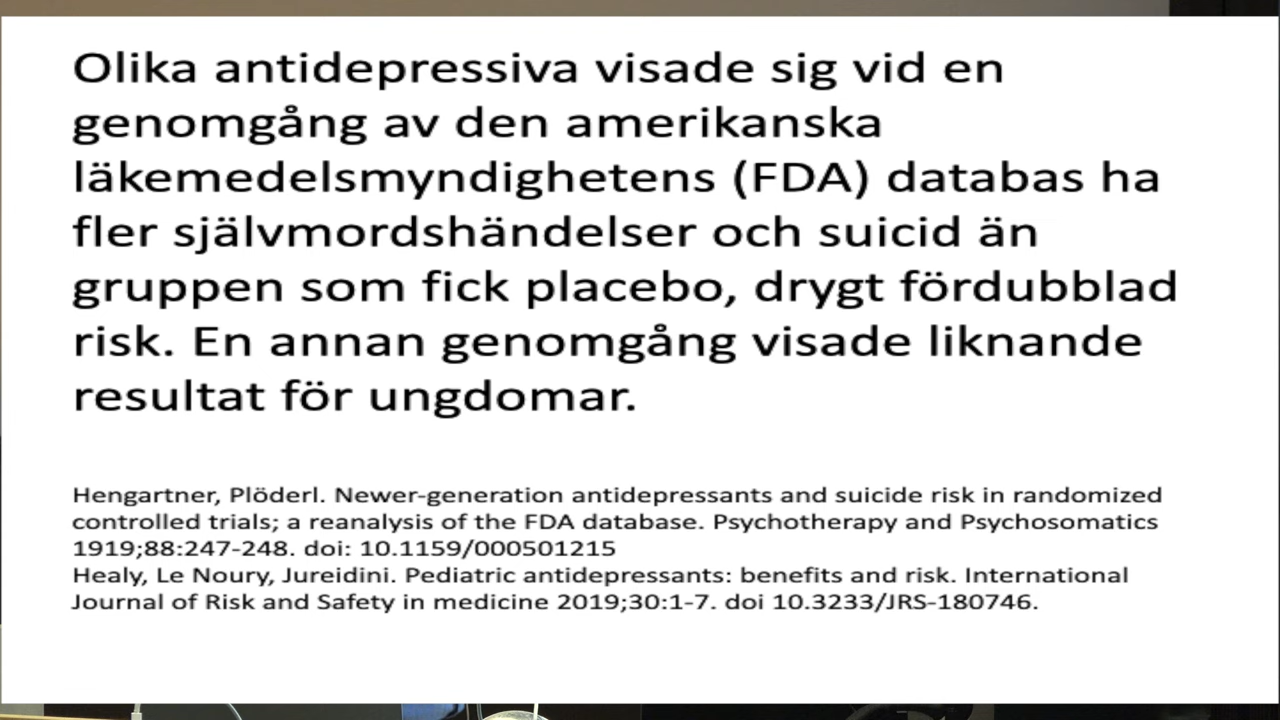 Olika antidepressiva visade sig vid en
genomgång av den amerikanska
läkemedelsmyndighetens (FDA) databas ha
fler självmordshändelser och suicid än
gruppen som fick placebo, drygt fördubblad
risk. En annan genomgång visade liknande
resultat för ungdomar.
Hengartner, Plöderl. Newer-generation antidepressants and suicide risk in randomized
controlled trials; a reanalysis of the FDA database. Psychotherapy and Psychosomatics
1919;88:247-248. doi: 10.1159/000501215
Healy, Le Noury, Jureidini. Pediatric antidepressants: benefits and risk. International
Journal of Risk and Safety in medicine 2019;30:1-7. doi 10.3233/JRS-180746.